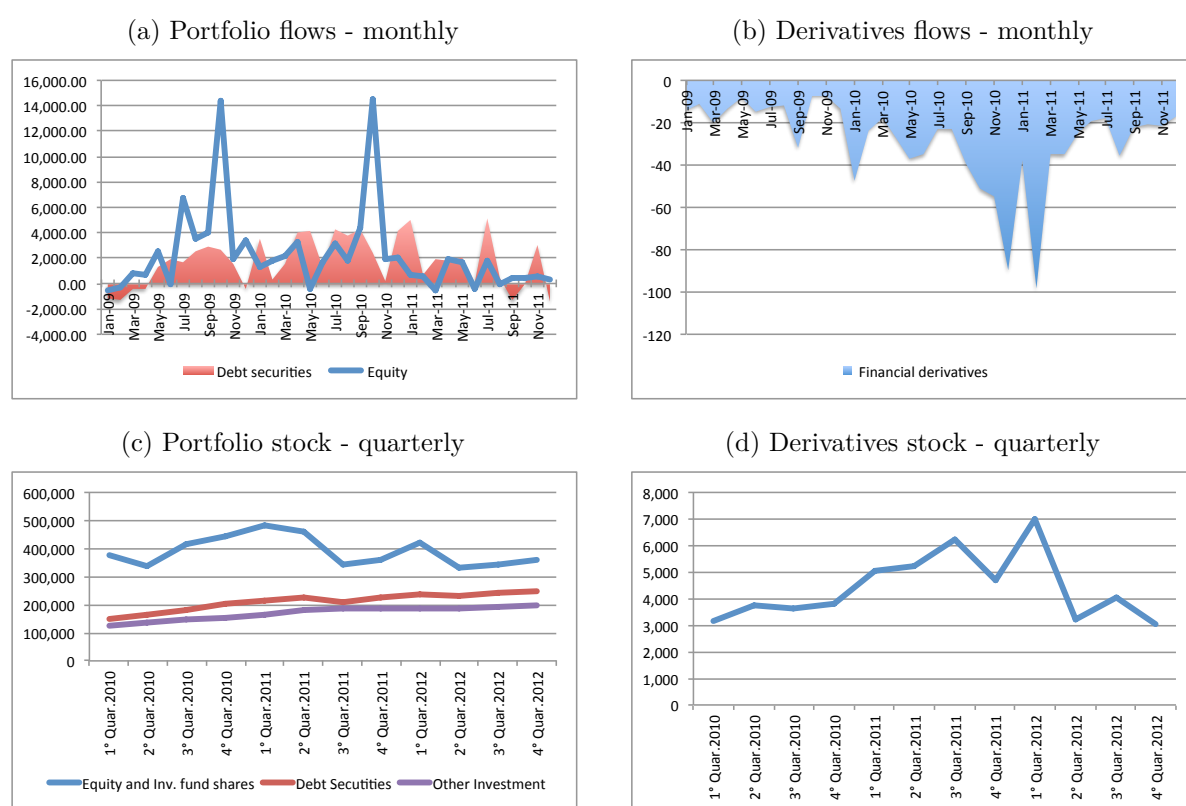 (a) Portfolio flows - monthly
16,000.00
14,000.00
12,000.00
10,000.00
8,000.00
6,000.00
4,000.00
2,000.00
0.00
-2,000.00
-4,000.00
Jan-09
Mar-09
May-09
Jul-09
Sep-09
Nov-09
Jan-10
Mar-10
May-10
Jul-10
Sep-10
Nov-10
Jan-11
Mar-11
May-11
Jul-11
Sep-11
Nov-11
Debt securities Equity
(b) Derivatives flows - monthly
0
-20
-40
-60
-80
-100
-120
Jan-09
Mar-09
May-09
Jul-09
Sep-09
Nov-09
Jan-10
Mar-10
May-10
Jul-10
Sep-10
Nov-10
Jan-11
Mar-11
May-11
Jul-11
Sep-11
Nov-11
Financial derivatives
(c) Portfolio stock - quarterly
600,000
500,000
400,000
300,000
200,000
100,000
0
1° Quar.2010
2° Quar.2010
3° Quar.2010
4° Quar.2010
1° Quar.2011
2° Quar.2011
3° Quar.2011
4° Quar.2011
1° Quar.2012
2° Quar.2012
3° Quar.2012
4° Quar.2012
Equity and Inv. fund shares Debt Secutities Other Investment
(d) Derivatives stock - quarterly
8,000
7,000
6,000
5,000
4,000
3,000
2,000
1,000
0
1° Quar.2010
2° Quar.2010
3° Quar.2010
4° Quar.2010
1° Quar.2011
2° Quar.2011
3° Quar.2011
4° Quar.2011
1° Quar.2012
2° Quar.2012
3° Quar.2012
4° Quar.2012